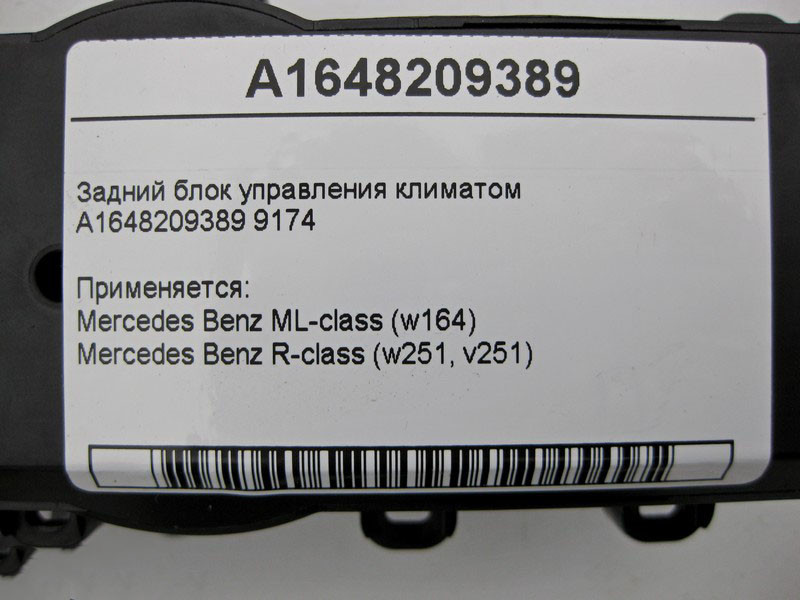 A1648209389
Задний блок управления климатом
A1648209389 9174
Применяется:
Mercedes Benz ML-class (w164)
Mercedes Benz R-class (w251, v251)